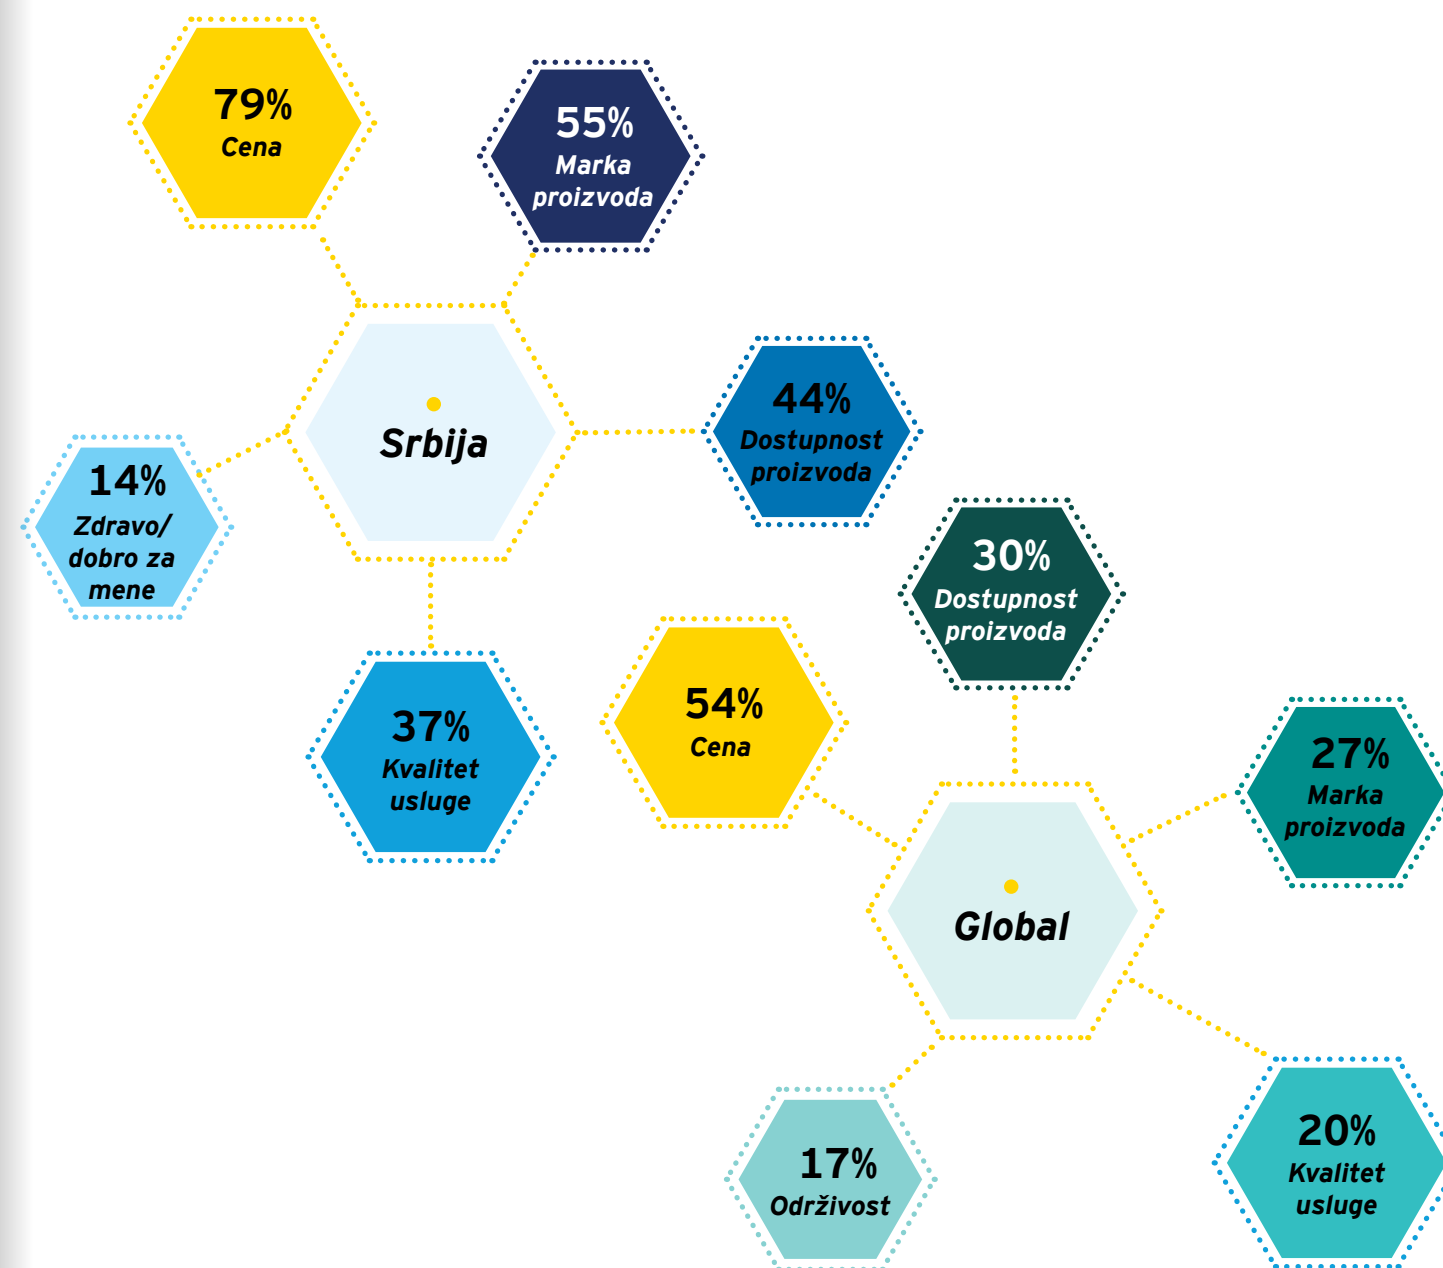 79%
Cena
55%
Marka
proizvoda
Srbija
44%
Dostupnost
proizvoda
14%
Zdravo/
dobro za
mene
37%
Kvalitet
usluge
30%
Dostupnost
proizvoda
54%
Cena
27%
Marka
proizvoda
Global
20%
Kvalitet
usluge
17%
Održivost